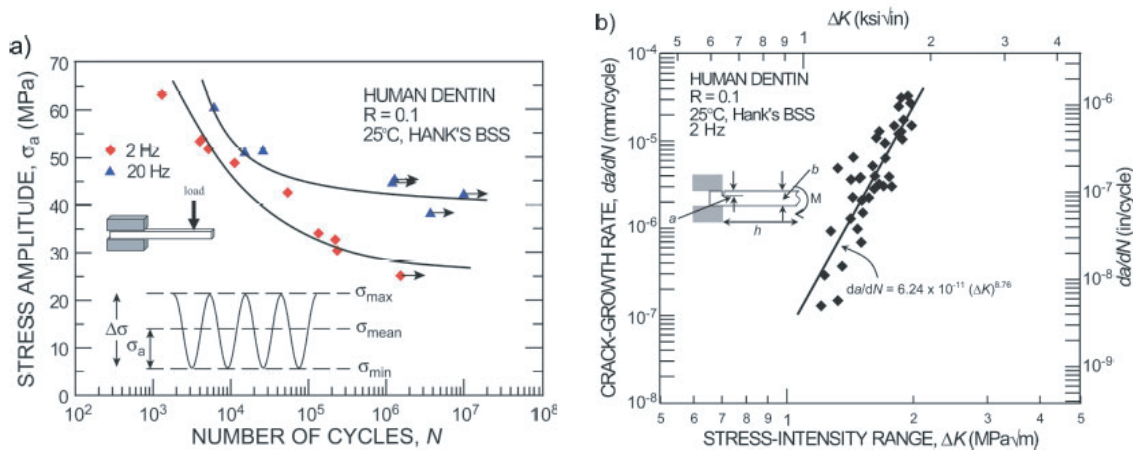 a)
STRESS AMPLITUDE, σa (MPa)
70
60
50
40
30
20
10
0
HUMAN DENTIN
R = 0.1
25°C, HANK'S BSS
2 Hz
20 Hz
load
Δσ
σa
σmax
σmean
σmin
10² 10³ 10⁴ 10⁵ 10⁶ 10⁷ 10⁸
NUMBER OF CYCLES, N
b)
ΔK (ksi√in)
5 6 7 8 9 1 2 3 4
CRACK-GROWTH RATE, da/dN (mm/cycle)
10⁻⁴
10⁻⁵
10⁻⁶
10⁻⁷
10⁻⁸
HUMAN DENTIN
R = 0.1
25°C, Hank's BSS
2 Hz
a
b
M
h
da/dN = 6.24 x 10⁻¹¹ (ΔK)⁸·⁷⁶
10⁻⁶
10⁻⁷
10⁻⁸
10⁻⁹
da/dN (in/cycle)
5 6 7 8 9 1 2 3 4 5
STRESS-INTENSITY RANGE, ΔK (MPa√m)